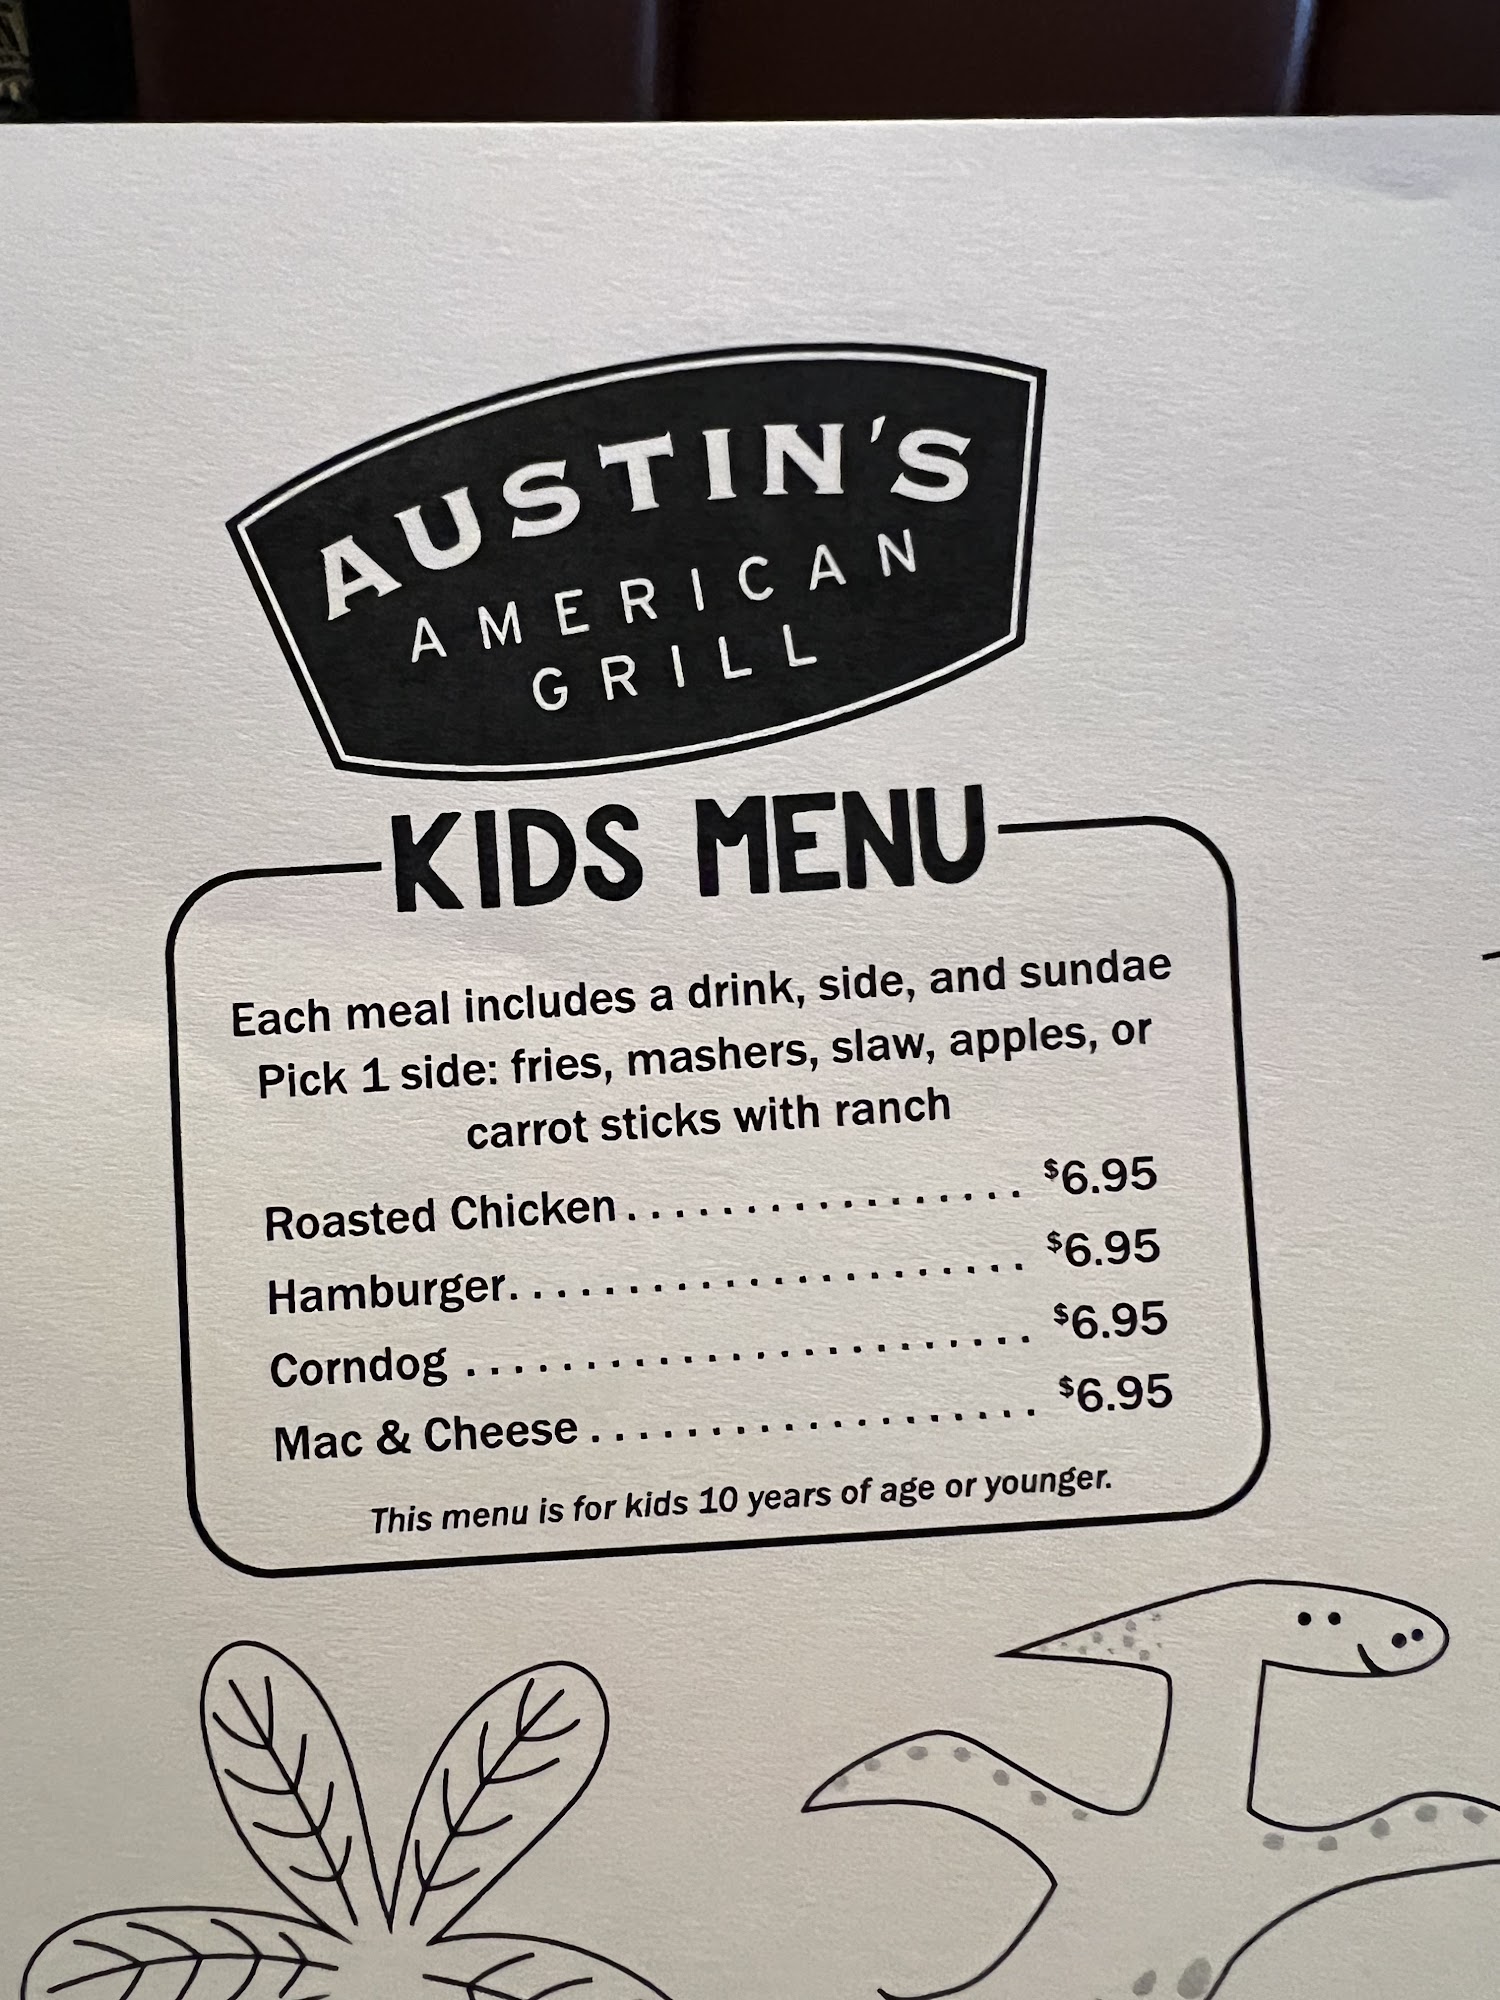 AUSTIN'S
AMERICAN
GRILL
KIDS MENU
Each meal includes a drink, side, and sundae
Pick 1 side: fries, mashers, slaw, apples, or
carrot sticks with ranch
Roasted Chicken................. $6.95
Hamburger...................... $6.95
Corndog ........................ $6.95
Mac & Cheese................... $6.95
This menu is for kids 10 years of age or younger.